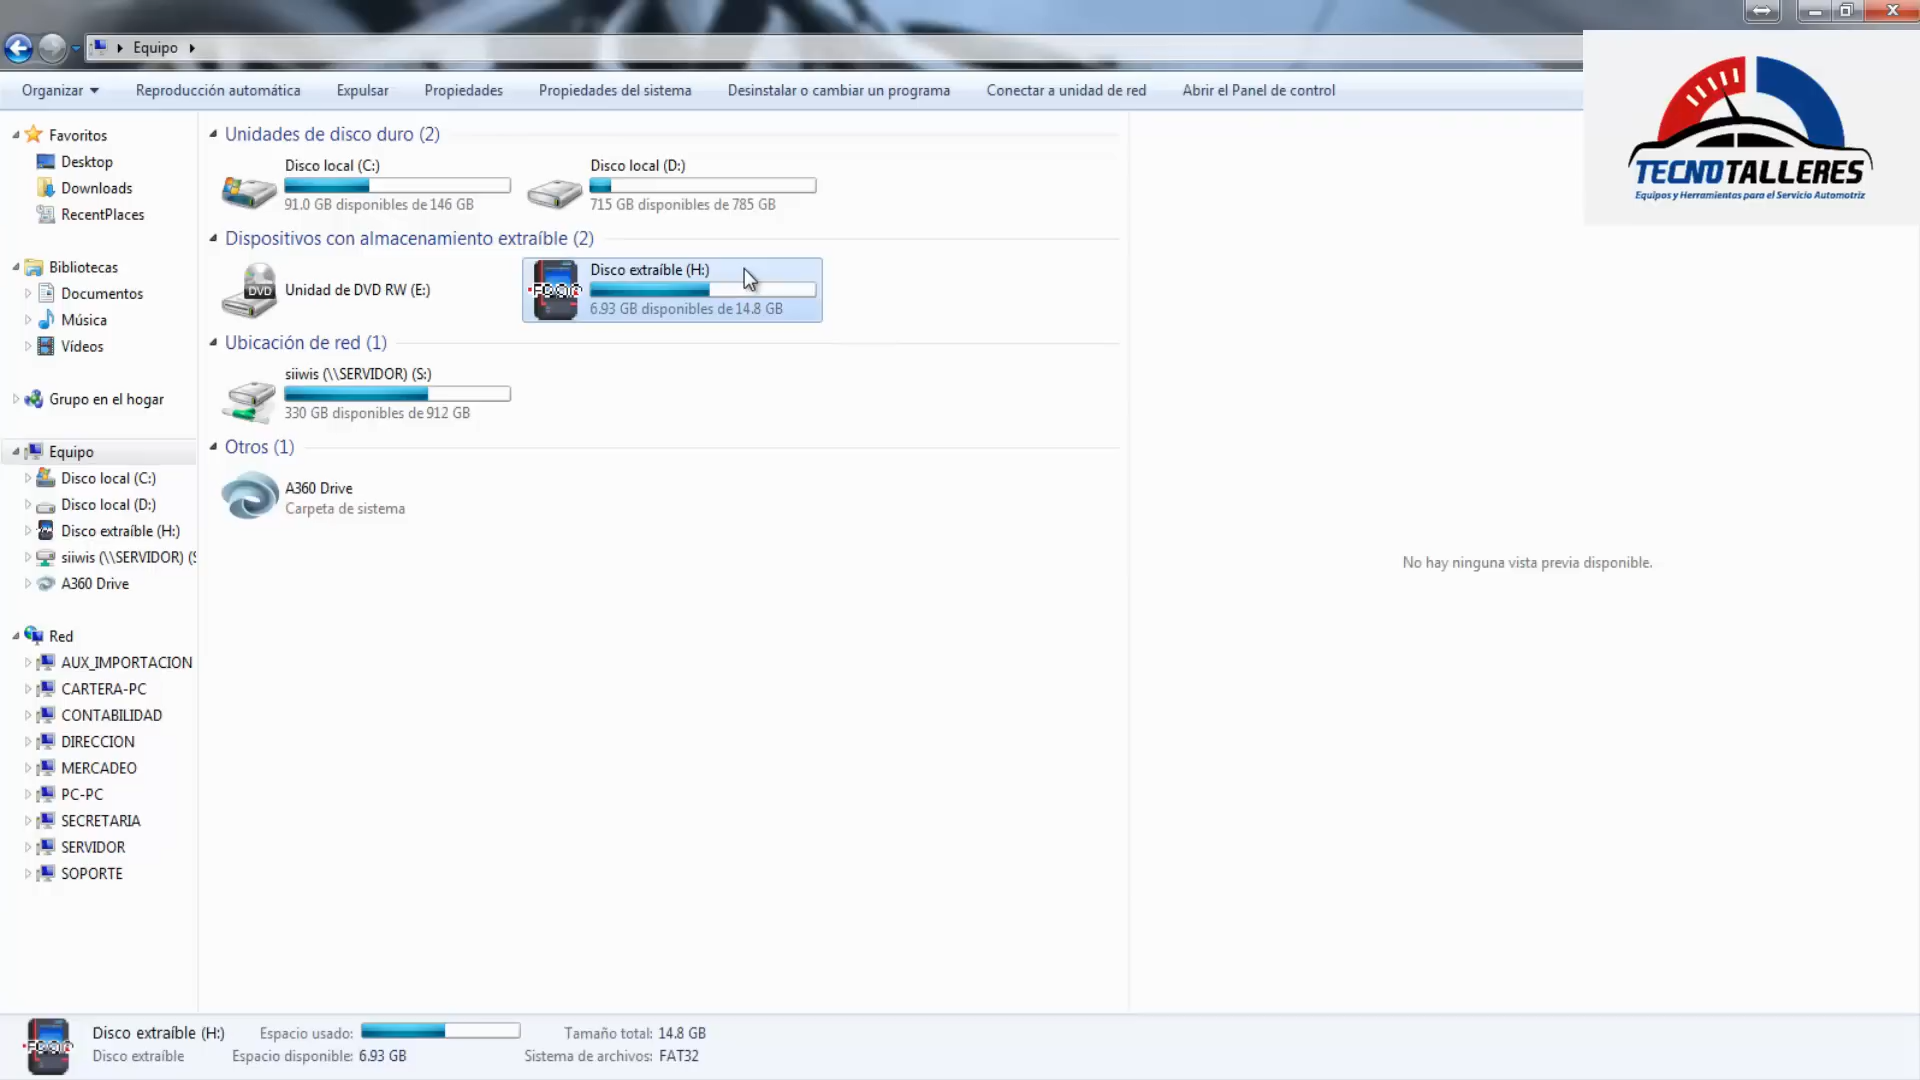 Equipo
Organizar
Reproducción automática
Expulsar
Propiedades
Propiedades del sistema
Desinstalar o cambiar un programa
Conectar a unidad de red
Abrir el Panel de control
TECNOTALLERES
Equipos y Herramientas para el Servicio Automotriz
Favoritos
Desktop
Downloads
RecentPlaces
Bibliotecas
Documentos
Música
Vídeos
Grupo en el hogar
Equipo
Disco local (C:)
Disco local (D:)
Disco extraíble (H:)
siiwis (\\SERVIDOR) (S
A360 Drive
Red
AUX_IMPORTACION
CARTERA-PC
CONTABILIDAD
DIRECCION
MERCADEO
PC-PC
SECRETARIA
SERVIDOR
SOPORTE
Unidades de disco duro (2)
Disco local (C:)
91.0 GB disponibles de 146 GB
Disco local (D:)
715 GB disponibles de 785 GB
Dispositivos con almacenamiento extraíble (2)
DVD
Unidad de DVD RW (E:)
Disco extraíble (H:)
6.93 GB disponibles de 14.8 GB
Ubicación de red (1)
siiwis (\\SERVIDOR) (S:)
330 GB disponibles de 912 GB
Otros (1)
A360 Drive
Carpeta de sistema
No hay ninguna vista previa disponible.
Disco extraíble (H:)
Disco extraíble
Espacio usado:
Espacio disponible: 6.93 GB
Tamaño total: 14.8 GB
Sistema de archivos: FAT32